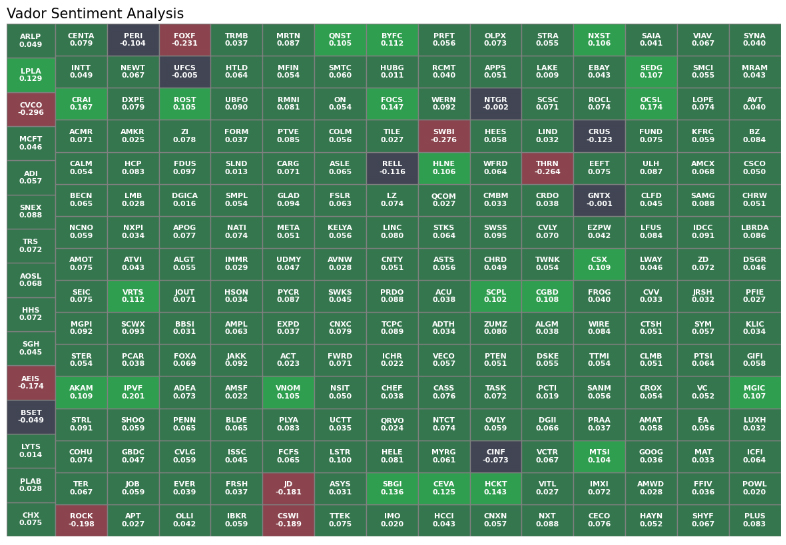 Vador Sentiment Analysis
ARLP
0.049
LPLA
0.129
CVCO
-0.296
MCFT
0.046
ADI
0.057
SNEX
0.088
TRS
0.072
AOSL
0.068
HHS
0.072
SGH
0.045
AEIS
-0.174
BSET
-0.049
LYTS
0.014
PLAB
0.028
CHX
0.075
CENTA PERI FOXF TRMB MRTN QNST BYFC PRFT OLPX STRA NXST SAIA VIAV SYNA
0.079 -0.104 -0.231 0.037 0.087 0.105 0.112 0.056 0.073 0.055 0.106 0.041 0.067 0.040
INTT NEWT UFCS HTLD MFIN SMTC HUBG RCMT APPS LAKE EBAY SEDG SMCI MRAM
0.049 0.067 -0.005 0.064 0.054 0.060 0.011 0.040 0.051 0.009 0.043 0.107 0.055 0.043
CRAI DXPE ROST UBFO RMNI ON FOCS WERN NTGR SCSC ROCL OCSL LOPE AVT
0.167 0.079 0.105 0.090 0.081 0.054 0.147 0.092 -0.002 0.071 0.074 0.174 0.074 0.040
ACMR AMKR ZI FORM PTVE COLM TILE SWBI HEES LIND CRUS FUND KFRC BZ
0.071 0.025 0.078 0.037 0.085 0.056 0.027 -0.276 0.058 0.032 -0.123 0.075 0.059 0.084
CALM HCP FDUS SLND CARG ASLE RELL HLNE WFRD THRN EEFT ULH AMCX CSCO
0.054 0.083 0.097 0.013 0.071 0.065 -0.116 0.106 0.064 -0.264 0.075 0.087 0.068 0.050
BECN LMB DGICA SMPL GLAD FSLR LZ QCOM CMBM CRDO GNTX CLFD SAMG CHRW
0.065 0.028 0.016 0.054 0.094 0.063 0.074 0.027 0.033 0.038 -0.001 0.045 0.088 0.051
NCNO NXPI APOG NATI META KELYA LINC STKS SWSS CVLY EZPW LFUS IDCC LBRDA
0.059 0.034 0.077 0.074 0.051 0.056 0.080 0.064 0.095 0.070 0.042 0.084 0.091 0.086
AMOT ATVI ALGT IMMR UDMY AVNW CNTY ASTS CHRD TWNK CSX LWAY ZD DSGR
0.075 0.043 0.055 0.029 0.047 0.028 0.051 0.056 0.049 0.054 0.109 0.046 0.072 0.046
SEIC VRTS JOUT HSON PYCR SWKS PRDO ACU SCPL CGBD FROG CVV JRSH PFIE
0.075 0.112 0.071 0.034 0.087 0.045 0.088 0.038 0.102 0.108 0.040 0.033 0.032 0.027
MGPI SCWX BBSI AMPL EXPD CNXC TCPC ADTH ZUMZ ALGM WIRE CTSH SYM KLIC
0.092 0.093 0.031 0.063 0.037 0.079 0.089 0.034 0.080 0.038 0.084 0.051 0.057 0.034
STER PCAR FOXA JAKK ACT FWRD ICHR VECO PTEN DSKE TTMI CLMB PTSI GIFI
0.054 0.038 0.069 0.092 0.023 0.071 0.022 0.057 0.051 0.055 0.054 0.051 0.064 0.058
AKAM IPVF ADEA AMSF VNOM NSIT CHEF CASS TASK PCTI SANM CROX VC MGIC
0.109 0.201 0.073 0.022 0.105 0.050 0.038 0.076 0.072 0.019 0.056 0.054 0.052 0.107
STRL SHOO PENN BLDE PLYA UCTT QRVO NTCT OVLY DGII PRAA AMAT EA LUXH
0.091 0.059 0.065 0.065 0.083 0.035 0.024 0.074 0.059 0.066 0.037 0.058 0.056 0.032
COHU GBDC CVLG ISSC FCFS LSTR HELE MYRG CINF VCTR MTSI GOOG MAT ICFI
0.074 0.047 0.059 0.045 0.065 0.100 0.081 0.061 -0.073 0.067 0.104 0.036 0.033 0.064
TER JOB EVER FRSH JD ASYS SBGI CEVA HCKT VITL IMXI AMWD FFIV POWL
0.067 0.059 0.039 0.037 -0.181 0.031 0.136 0.125 0.143 0.027 0.072 0.028 0.036 0.020
ROCK APT OLLI IBKR CSWI TTEK IMO HCCI CNXN NXT CECO HAYN SHYF PLUS
-0.198 0.027 0.042 0.059 -0.189 0.075 0.020 0.043 0.057 0.088 0.076 0.052 0.067 0.083